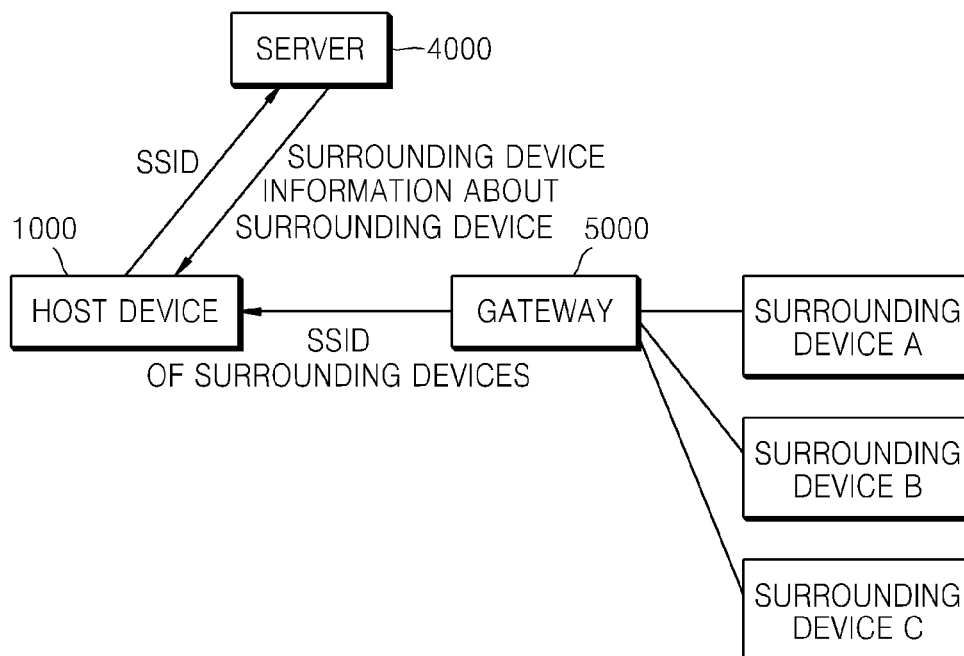 SERVER
4000
SSID
SURROUNDING DEVICE
INFORMATION ABOUT
SURROUNDING DEVICE
1000
HOST DEVICE
5000
GATEWAY
SSID
OF SURROUNDING DEVICES
SURROUNDING
DEVICE A
SURROUNDING
DEVICE B
SURROUNDING
DEVICE C